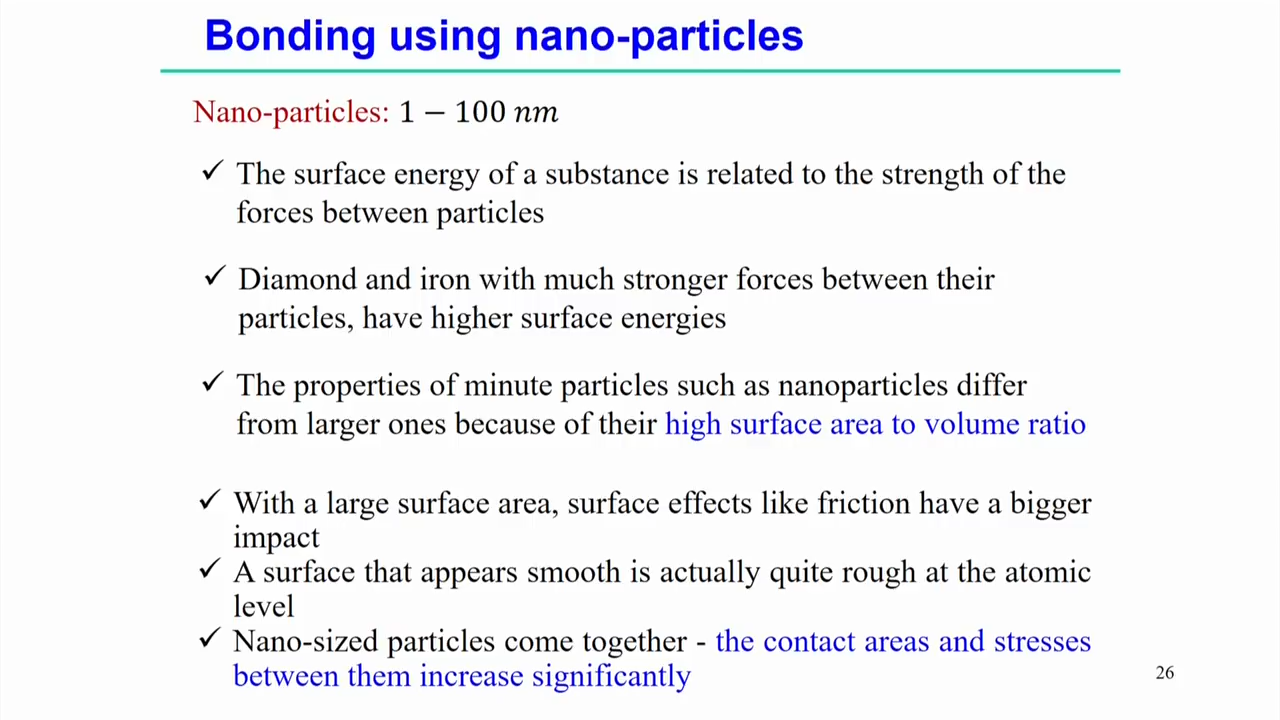 Bonding using nano-particles
Nano-particles: 1 − 100 nm
✓ The surface energy of a substance is related to the strength of the
forces between particles
✓ Diamond and iron with much stronger forces between their
particles, have higher surface energies
✓ The properties of minute particles such as nanoparticles differ
from larger ones because of their high surface area to volume ratio
✓ With a large surface area, surface effects like friction have a bigger
impact
✓ A surface that appears smooth is actually quite rough at the atomic
level
✓ Nano-sized particles come together - the contact areas and stresses
between them increase significantly
26